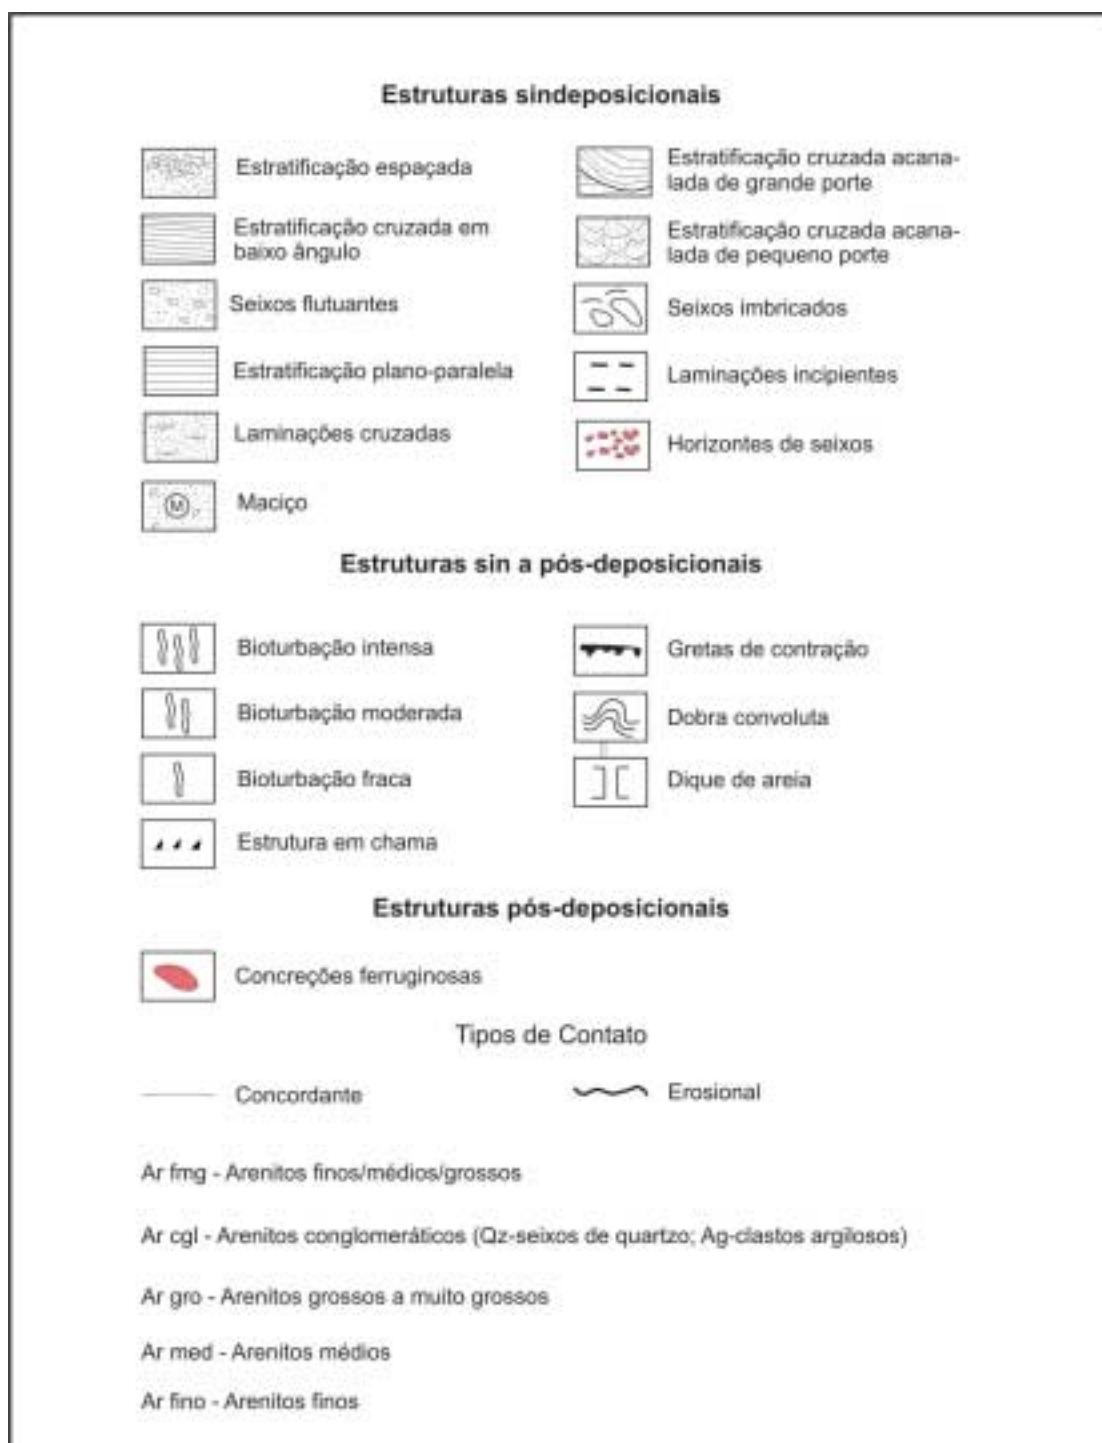 Estruturas sindeposicionais
Estratificação espaçada
Estratificação cruzada em
baixo ângulo
Seixos flutuantes
Estratificação plano-paralela
Laminações cruzadas
M
Maciço
Estratificação cruzada acana-
lada de grande porte
Estratificação cruzada acana-
lada de pequeno porte
Seixos imbricados
Laminações incipientes
Horizontes de seixos
Estruturas sin a pós-deposicionais
Bioturbação intensa
Bioturbação moderada
Bioturbação fraca
Estrutura em chama
Gretas de contração
Dobra convoluta
Dique de areia
Estruturas pós-deposicionais
Concreções ferruginosas
Tipos de Contato
Concordante
Erosional
Ar fmg - Arenitos finos/médios/grossos
Ar cgl - Arenitos conglomeráticos (Qz-seixos de quartzo; Ag-clastos argilosos)
Ar gro - Arenitos grossos a muito grossos
Ar med - Arenitos médios
Ar fino - Arenitos finos